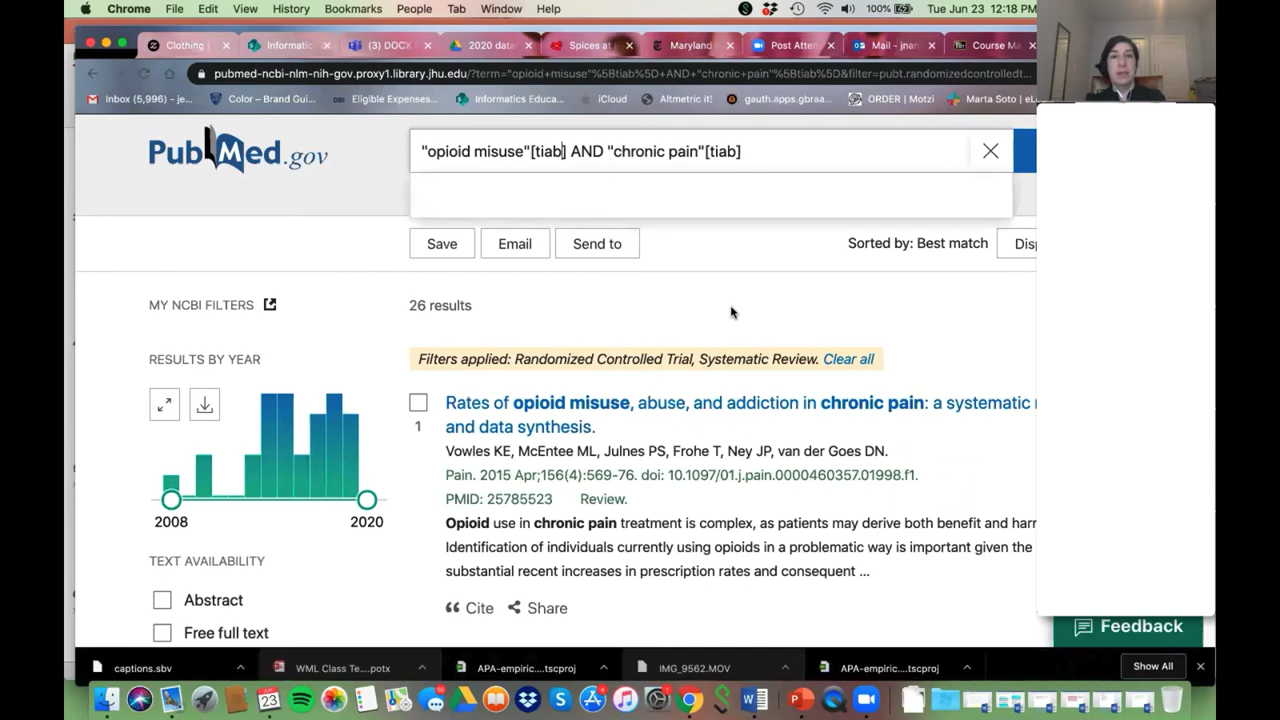 Chrome File Edit View History Bookmarks People Tab Window Help 100% Tue Jun 23 12:18 PM
Clothing Informatic (3) DOCX 2020 data Spices at Maryland Post Atten Mail - jnar Course Ma
pubmed-ncbi-nlm-nih-gov.proxy1.library.jhu.edu/?term="opioid+misuse"%5Btiab%5D+AND+"chronic+pain"%5Btiab%5D&filter=pubt.randomizedcontrolledt...
Inbox (5,996) - je... Color – Brand Gui... Eligible Expenses... Informatics Educa... iCloud Altmetric it! gauth.apps.gbraa... ORDER | Motzi Marta Soto | eL...
PubMed.gov
"opioid misuse"[tiab] AND "chronic pain"[tiab]
Save Email Send to Sorted by: Best match Disp
MY NCBI FILTERS
26 results
RESULTS BY YEAR
Filters applied: Randomized Controlled Trial, Systematic Review. Clear all
Rates of opioid misuse, abuse, and addiction in chronic pain: a systematic
1 and data synthesis.
Vowles KE, McEntee ML, Julnes PS, Frohe T, Ney JP, van der Goes DN.
Pain. 2015 Apr;156(4):569-76. doi: 10.1097/01.j.pain.0000460357.01998.f1.
PMID: 25785523 Review.
2008 2020
Opioid use in chronic pain treatment is complex, as patients may derive both benefit and harr
Identification of individuals currently using opioids in a problematic way is important given the
substantial recent increases in prescription rates and consequent ...
TEXT AVAILABILITY
Abstract
Cite Share
Free full text
Feedback
captions.sbv WML Class Te....potx APA-empiric....tscproj IMG_9562.MOV APA-empiric....tscproj Show All